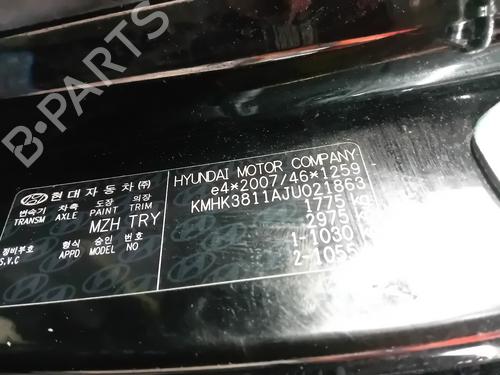 현대자동차(주)
변속기 차축 도장 의장
TRANSM AXLE PAINT TRIM
MZH TRY
정비부호 형식 승인 번호
S.V.C APPD MODEL NO
HYUNDAI MOTOR COMPANY
e4*2007/46*1259
KMHK3811AJU021863
1775 kg
2975
1-1030 kg
2-1055
B-PARTS